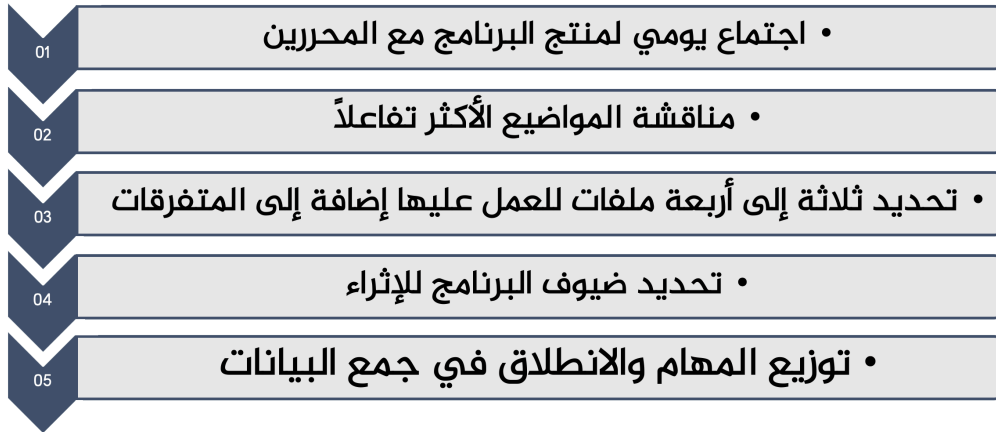 01
• اجتماع يومي لمنتج البرنامج مع المحررين
02
• مناقشة المواضيع الأكثر تفاعلاً
03
• تحديد ثلاثة إلى أربعة ملفات للعمل عليها إضافة إلى المتفرقات
04
• تحديد ضيوف البرنامج للإثراء
05
• توزيع المهام والانطلاق في جمع البيانات